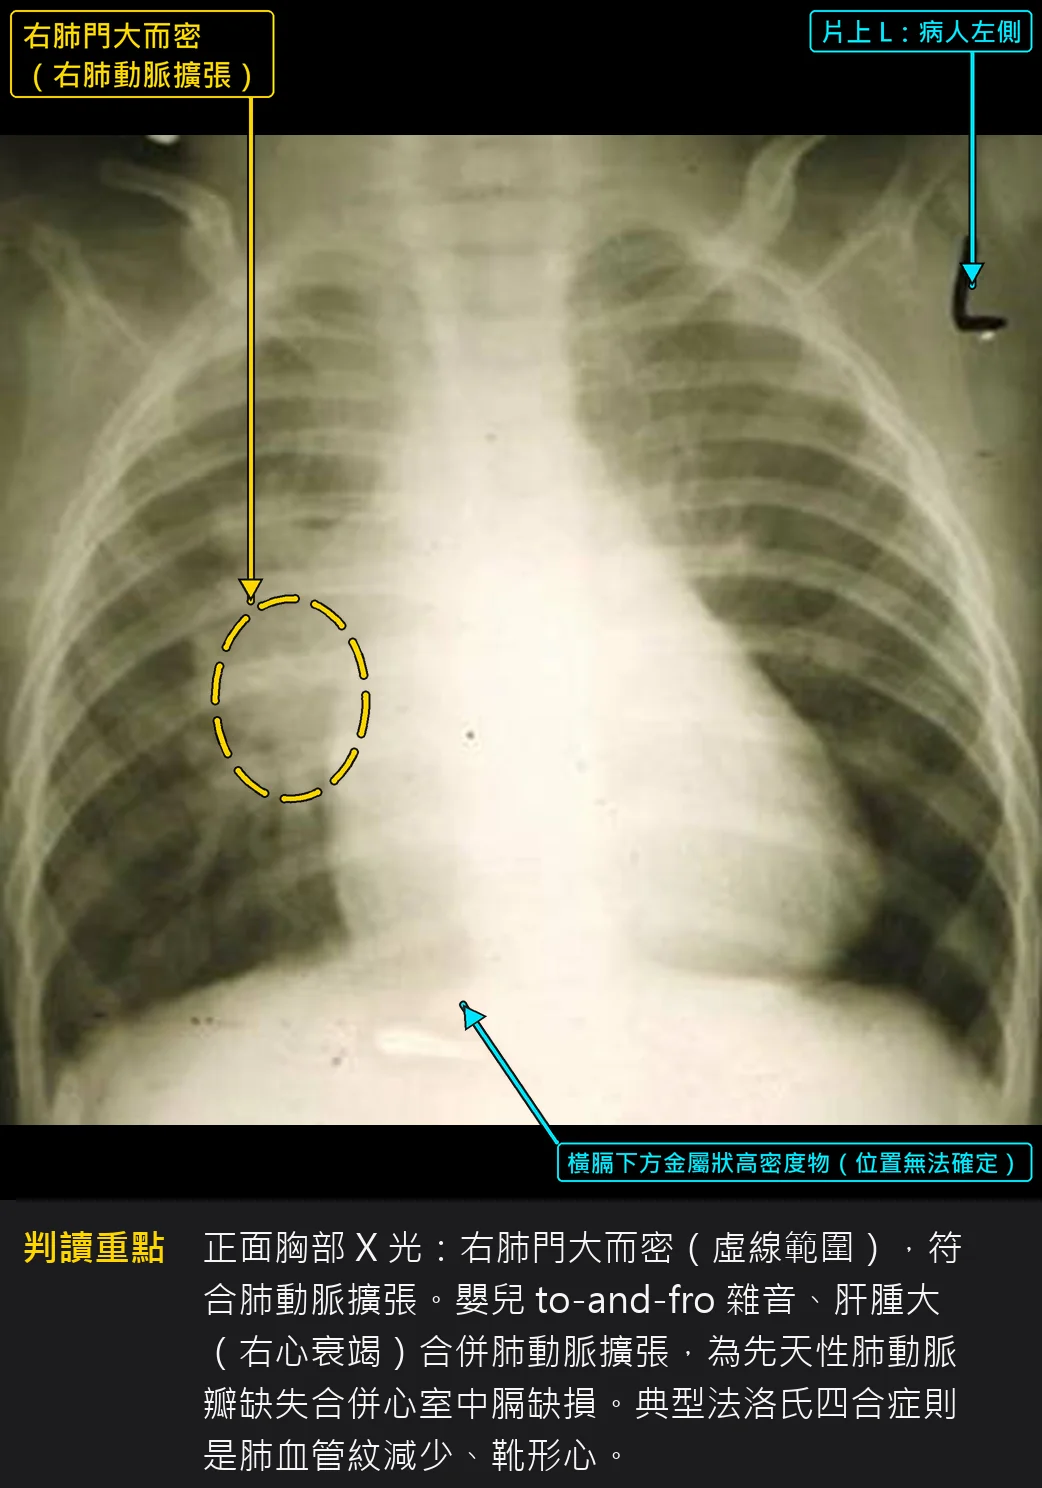 右肺門大而密
（右肺動脈擴張）
片上 L：病人左側
L
橫膈下方金屬狀高密度物（位置無法確定）
判讀重點
正面胸部 X 光：右肺門大而密（虛線範圍），符
合肺動脈擴張。嬰兒 to-and-fro 雜音、肝腫大
（右心衰竭）合併肺動脈擴張，為先天性肺動脈
瓣缺失合併心室中膈缺損。典型法洛氏四合症則
是肺血管紋減少、靴形心。